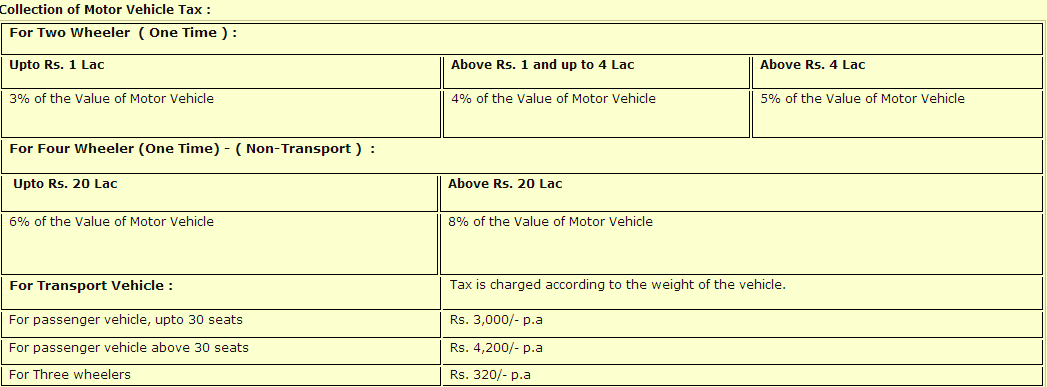 Collection of Motor Vehicle Tax :
For Two Wheeler ( One Time ) :
Upto Rs. 1 Lac
Above Rs. 1 and up to 4 Lac
Above Rs. 4 Lac
3% of the Value of Motor Vehicle
4% of the Value of Motor Vehicle
5% of the Value of Motor Vehicle
For Four Wheeler (One Time) - ( Non-Transport ) :
Upto Rs. 20 Lac
Above Rs. 20 Lac
6% of the Value of Motor Vehicle
8% of the Value of Motor Vehicle
For Transport Vehicle :
Tax is charged according to the weight of the vehicle.
For passenger vehicle, upto 30 seats
Rs. 3,000/- p.a
For passenger vehicle above 30 seats
Rs. 4,200/- p.a
For Three wheelers
Rs. 320/- p.a